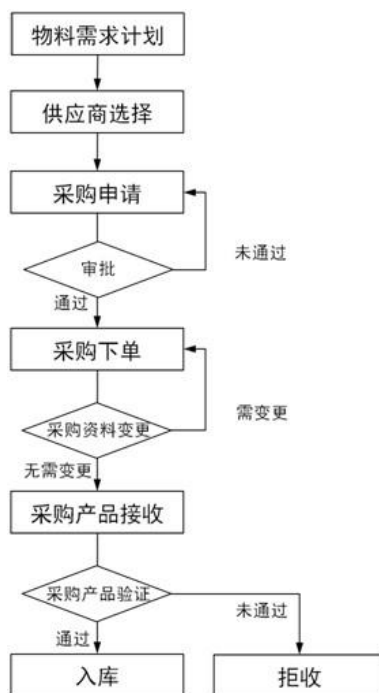 物料需求计划
供应商选择
采购申请
审批
未通过
通过
采购下单
采购资料变更
需变更
无需变更
采购产品接收
采购产品验证
未通过
通过
入库
拒收